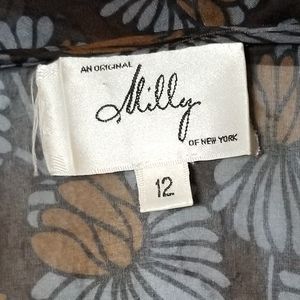 AN ORIGINAL
Milly
OF NEW YORK
12